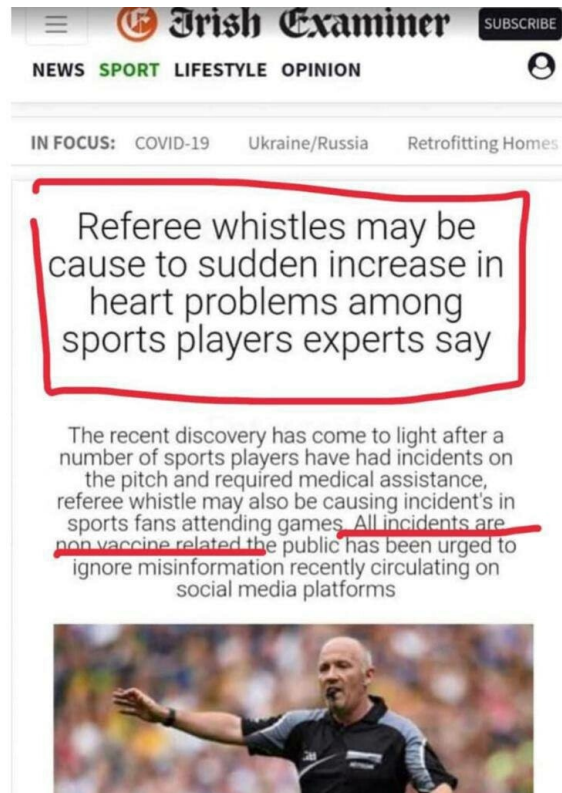 Irish Examiner
SUBSCRIBE
NEWS SPORT LIFESTYLE OPINION
IN FOCUS: COVID-19 Ukraine/Russia Retrofitting Homes
Referee whistles may be
cause to sudden increase in
heart problems among
sports players experts say
The recent discovery has come to light after a
number of sports players have had incidents on
the pitch and required medical assistance,
referee whistle may also be causing incident's in
sports fans attending games. All incidents are
non vaccine related the public has been urged to
ignore misinformation recently circulating on
social media platforms